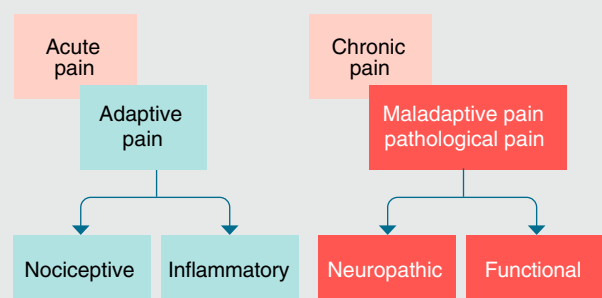 Acute
pain
Adaptive
pain
Nociceptive
Inflammatory
Chronic
pain
Maladaptive pain
pathological pain
Neuropathic
Functional